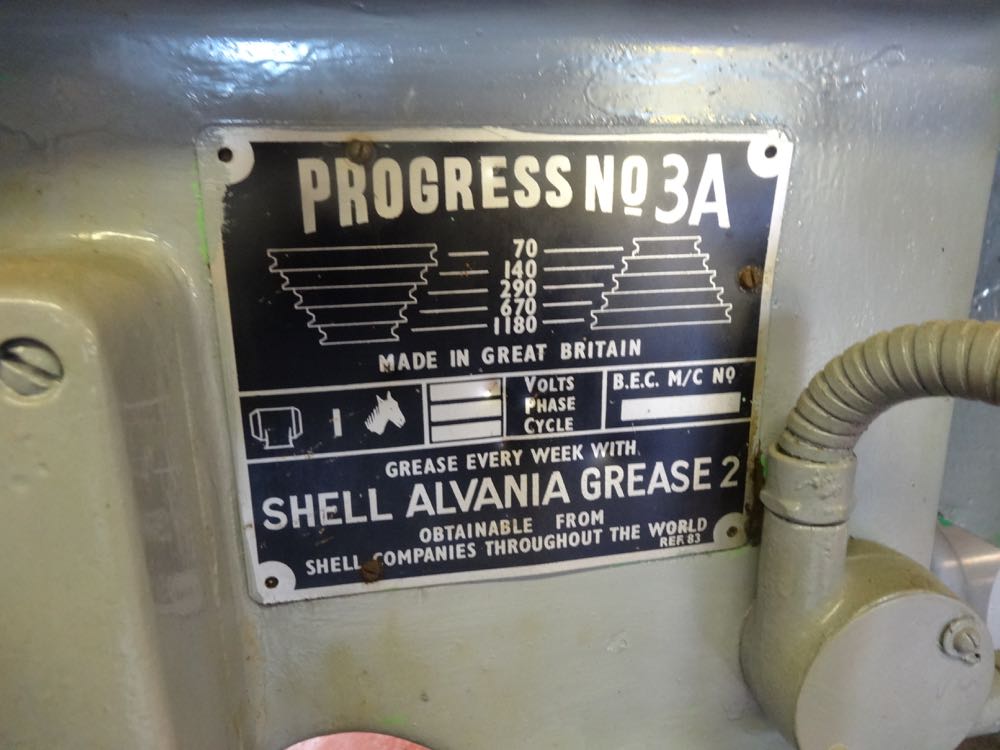 PROGRESS Nº 3A
70
140
290
670
1180
MADE IN GREAT BRITAIN
1
VOLTS
PHASE
CYCLE
B.E.C. M/C Nº
GREASE EVERY WEEK WITH
SHELL ALVANIA GREASE 2
OBTAINABLE FROM
SHELL COMPANIES THROUGHOUT THE WORLD
REF. 83